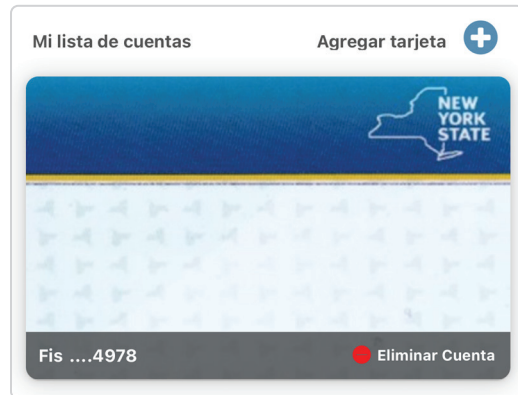 Mi lista de cuentas Agregar tarjeta
NEW
YORK
STATE
Fis ....4978 Eliminar Cuenta